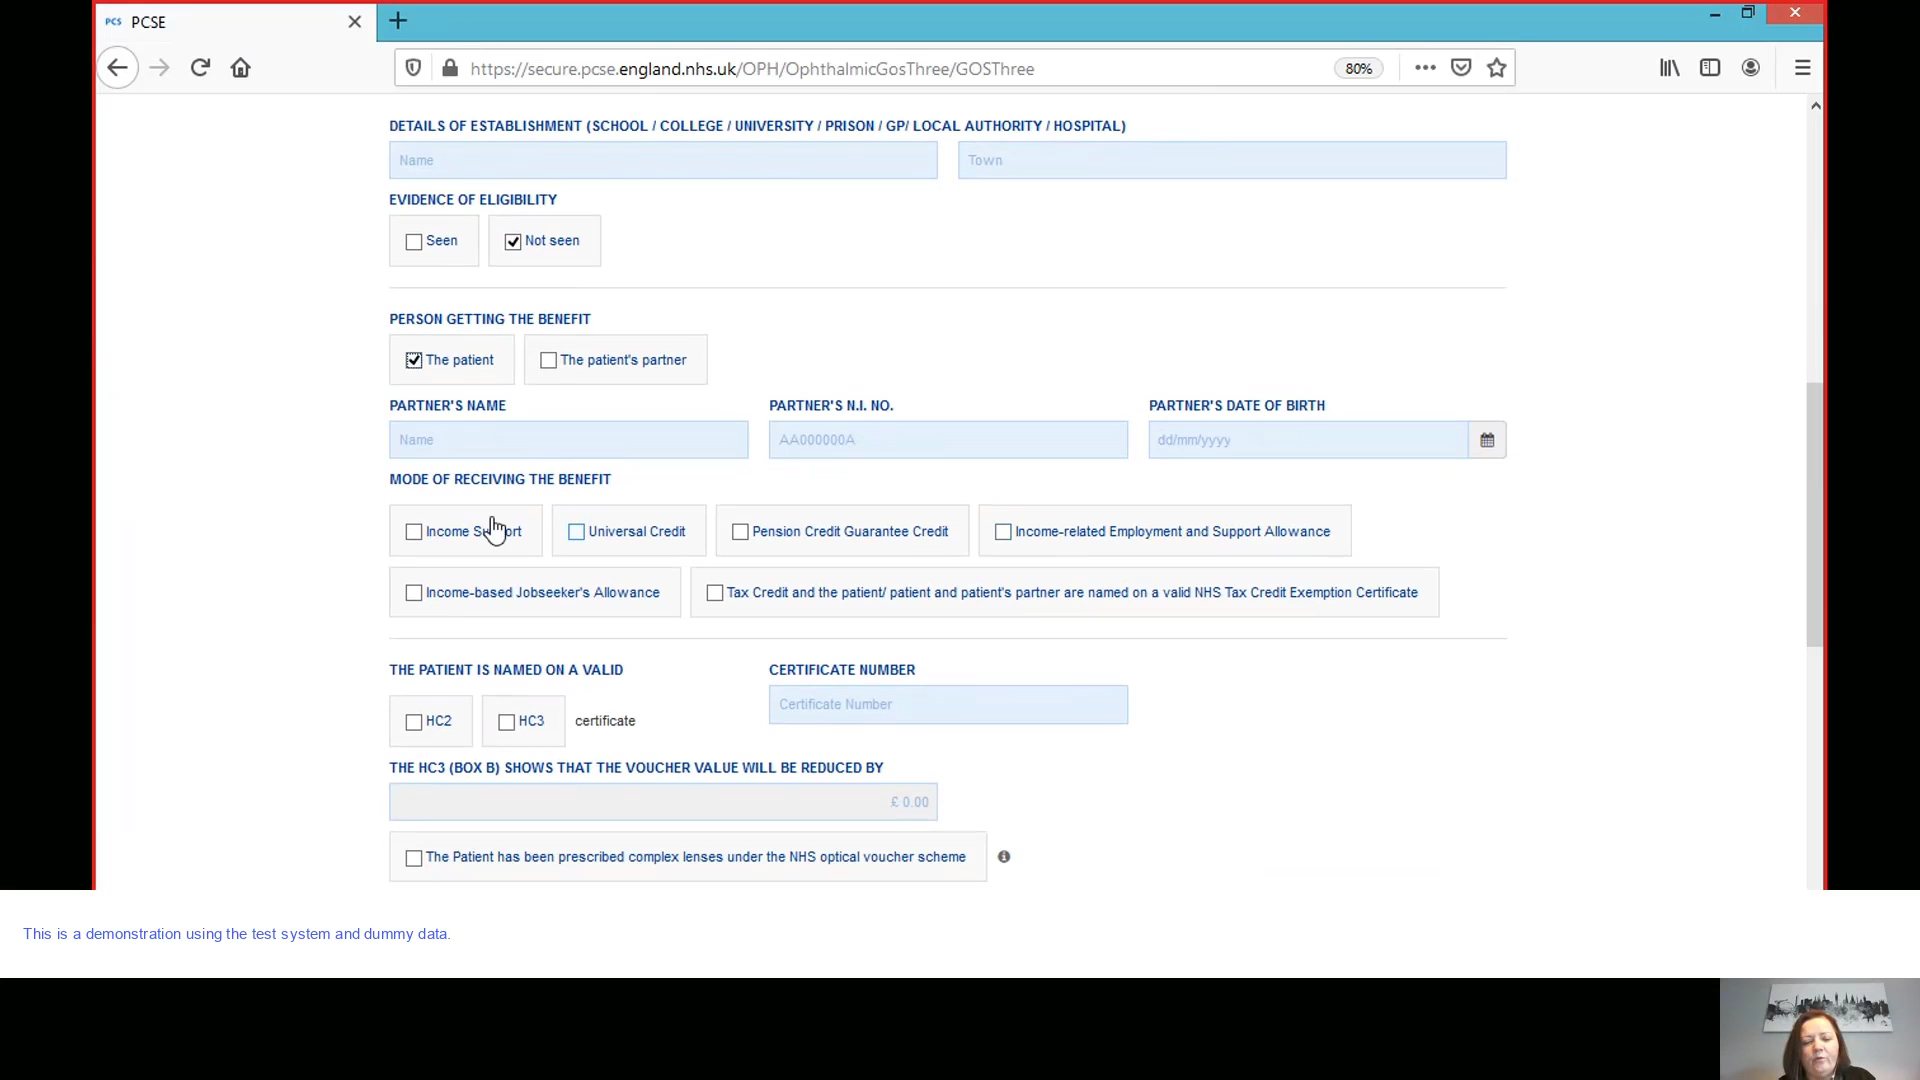 PCS PCSE
https://secure.pcse.england.nhs.uk/OPH/OphthalmicGosThree/GOSThree 80%
DETAILS OF ESTABLISHMENT (SCHOOL / COLLEGE / UNIVERSITY / PRISON / GP/ LOCAL AUTHORITY / HOSPITAL)
Name Town
EVIDENCE OF ELIGIBILITY
Seen Not seen
PERSON GETTING THE BENEFIT
The patient The patient's partner
PARTNER'S NAME PARTNER'S N.I. NO. PARTNER'S DATE OF BIRTH
Name AA000000A dd/mm/yyyy
MODE OF RECEIVING THE BENEFIT
Income Support Universal Credit Pension Credit Guarantee Credit Income-related Employment and Support Allowance
Income-based Jobseeker's Allowance Tax Credit and the patient/ patient and patient's partner are named on a valid NHS Tax Credit Exemption Certificate
THE PATIENT IS NAMED ON A VALID CERTIFICATE NUMBER
Certificate Number
HC2 HC3 certificate
THE HC3 (BOX B) SHOWS THAT THE VOUCHER VALUE WILL BE REDUCED BY
£ 0.00
The Patient has been prescribed complex lenses under the NHS optical voucher scheme
This is a demonstration using the test system and dummy data.